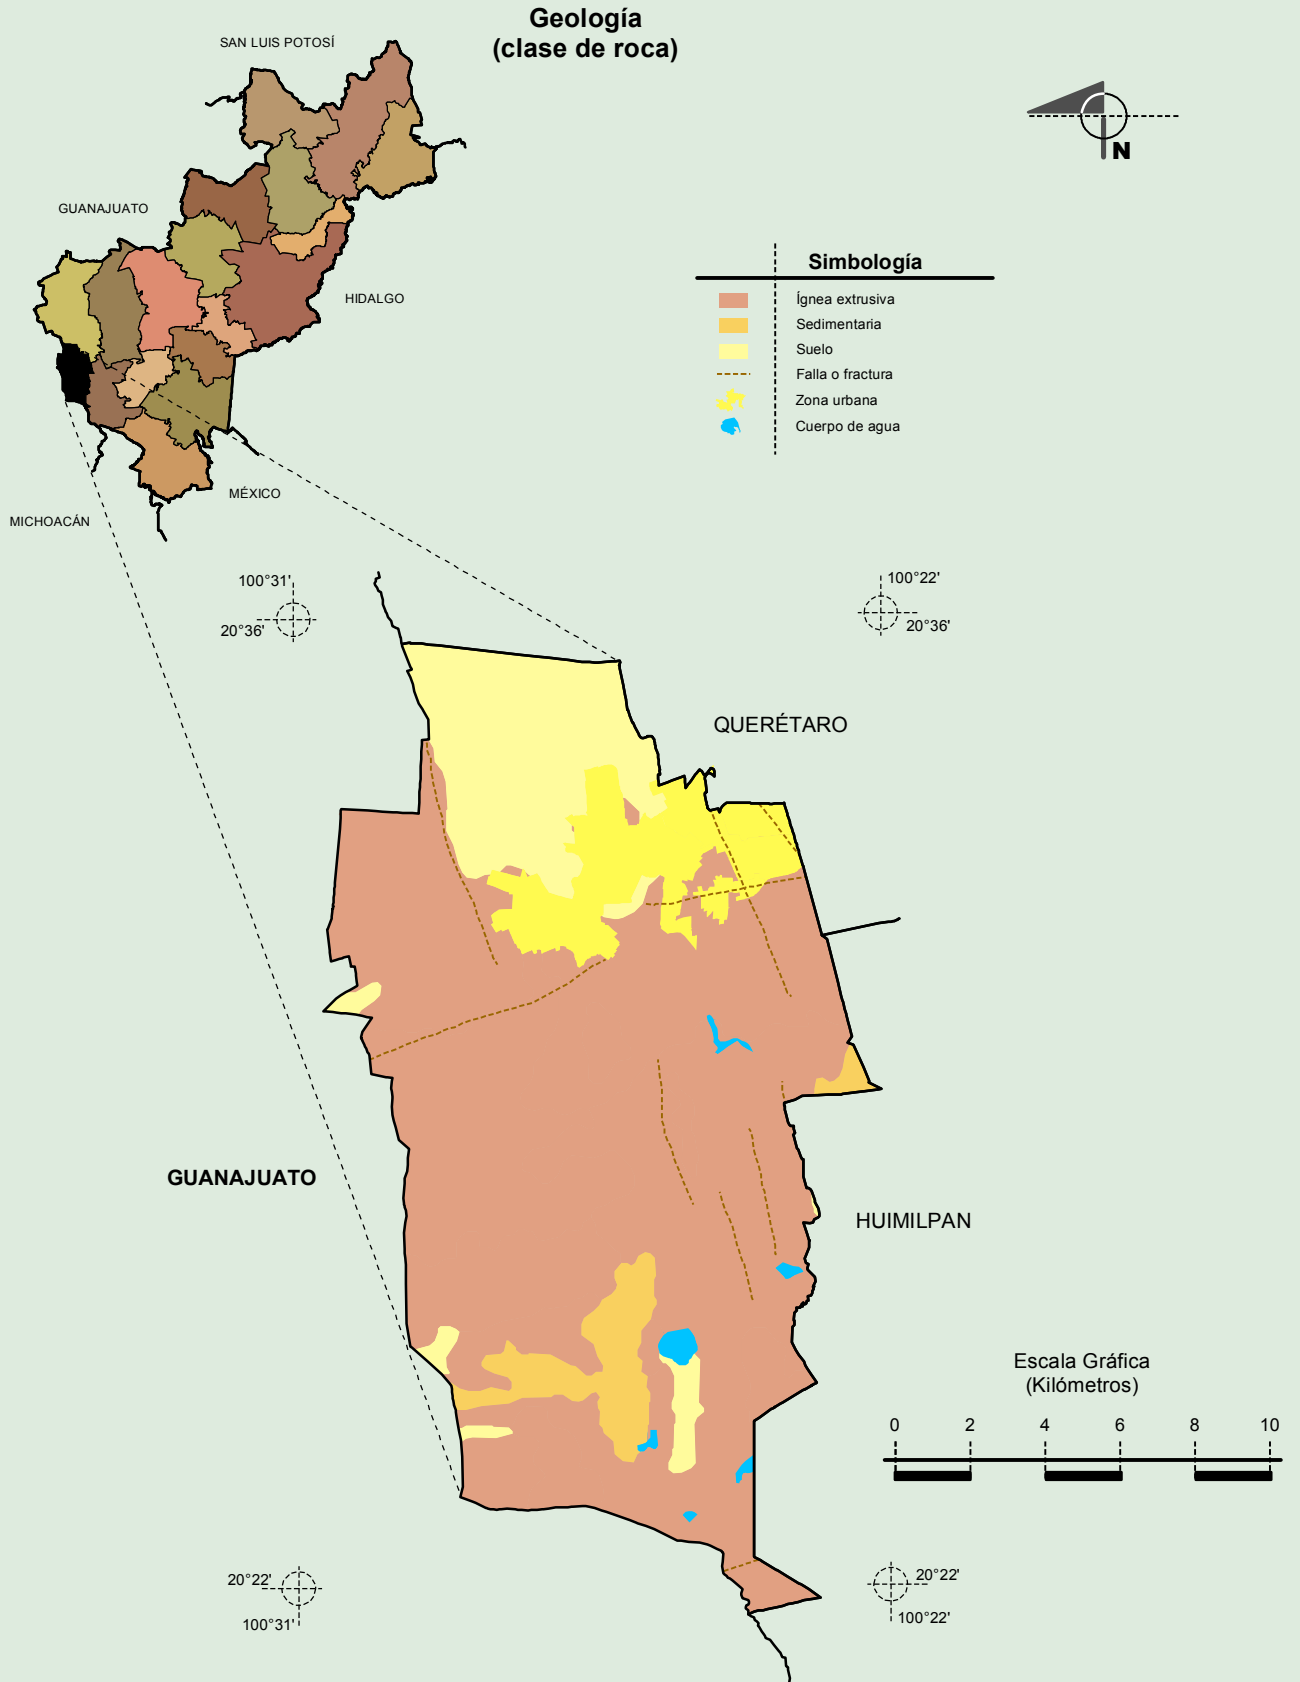 Geología
(clase de roca)
SAN LUIS POTOSÍ
GUANAJUATO
HIDALGO
MÉXICO
MICHOACÁN
N
Simbología
Ígnea extrusiva
Sedimentaria
Suelo
Falla o fractura
Zona urbana
Cuerpo de agua
100°31'
20°36'
100°22'
20°36'
QUERÉTARO
GUANAJUATO
HUIMILPAN
Escala Gráfica
(Kilómetros)
0 2 4 6 8 10
20°22'
100°31'
20°22'
100°22'